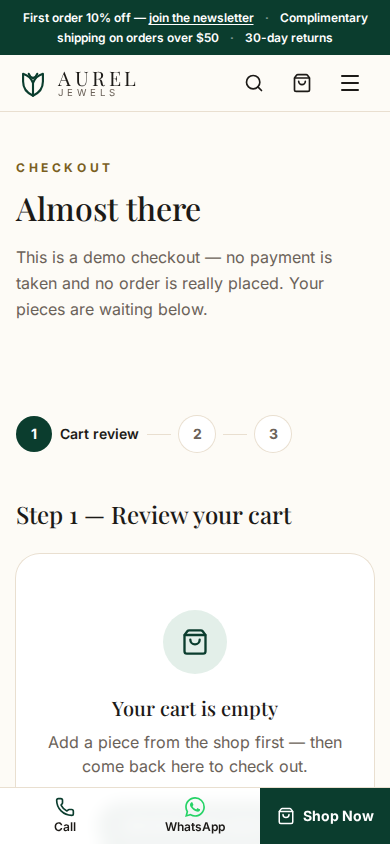 First order 10% off — join the newsletter · Complimentary
shipping on orders over $50 · 30-day returns
AUREL
JEWELS
CHECKOUT
Almost there
This is a demo checkout — no payment is
taken and no order is really placed. Your
pieces are waiting below.
1 Cart review 2 3
Step 1 — Review your cart
Your cart is empty
Add a piece from the shop first — then
come back here to check out.
Call WhatsApp Shop Now